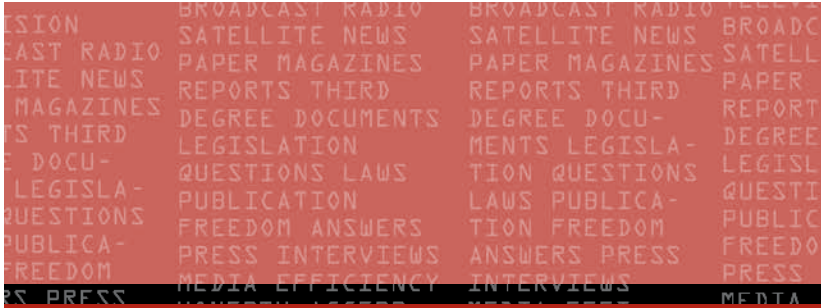 ISION
CAST RADIO
LITE NEWS
MAGAZINES
TS THIRD
E DOCU-
LEGISLA-
QUESTIONS
PUBLICA-
FREEDOM
RS PRESS
BROADCAST RADIO
SATELLITE NEWS
PAPER MAGAZINES
REPORTS THIRD
DEGREE DOCUMENTS
LEGISLATION
QUESTIONS LAWS
PUBLICATION
FREEDOM ANSWERS
PRESS INTERVIEWS
MEDIA EFFICIENCY
BROADCAST RADIO
SATELLITE NEWS
PAPER MAGAZINES
REPORTS THIRD
DEGREE DOCU-
MENTS LEGISLA-
TION QUESTIONS
LAWS PUBLICA-
TION FREEDOM
ANSWERS PRESS
INTERVIEWS
BROADC
SATELL
PAPER
REPORT
DEGREE
LEGISL
QUESTI
PUBLIC
FREEDO
PRESS
MEDIA